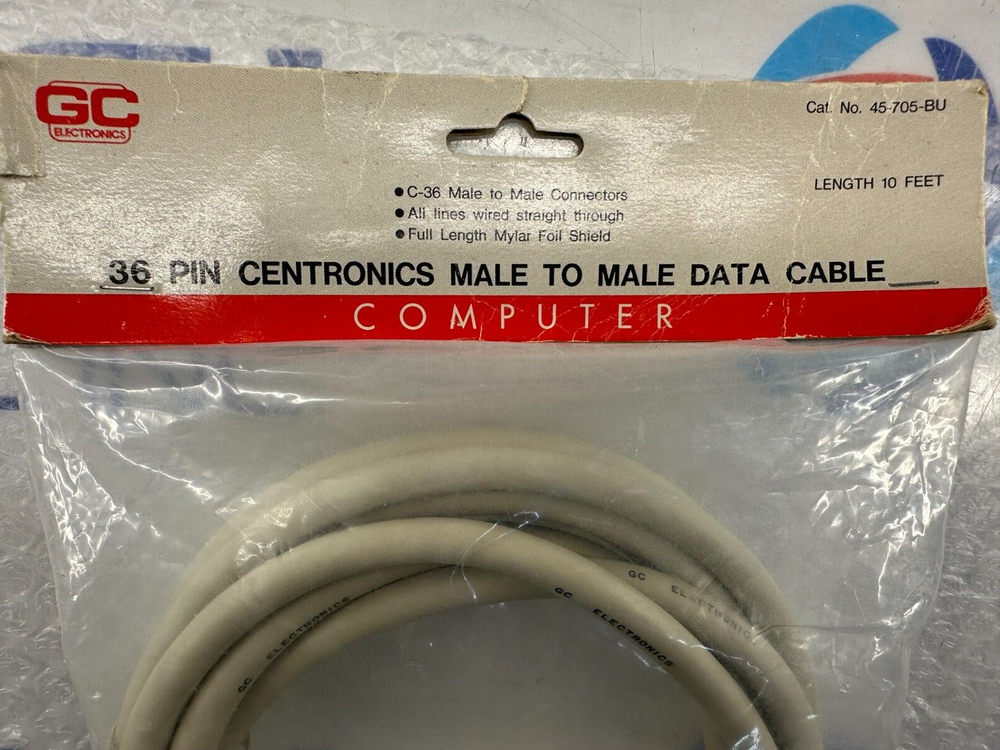 GC
ELECTRONICS
Cat. No. 45-705-BU
LENGTH 10 FEET
● C-36 Male to Male Connectors
● All lines wired straight through
● Full Length Mylar Foil Shield
36 PIN CENTRONICS MALE TO MALE DATA CABLE
COMPUTER
GC ELECTRONICS
GC ELECTRONICS
GC ELECTRONICS